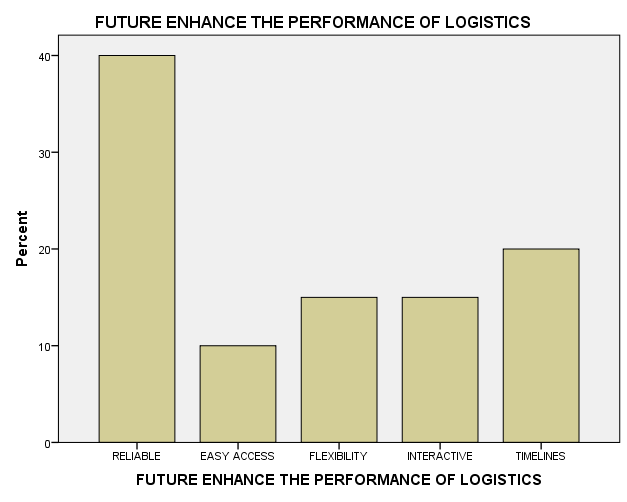 FUTURE ENHANCE THE PERFORMANCE OF LOGISTICS
Percent
40
30
20
10
0
RELIABLE EASY ACCESS FLEXIBILITY INTERACTIVE TIMELINES
FUTURE ENHANCE THE PERFORMANCE OF LOGISTICS